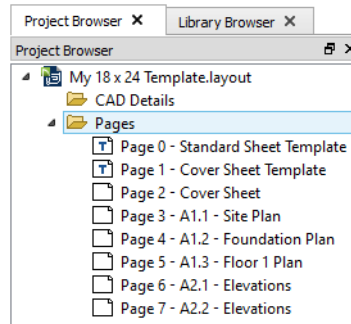 Project Browser X Library Browser X
Project Browser
My 18 x 24 Template.layout
CAD Details
Pages
T Page 0 - Standard Sheet Template
T Page 1 - Cover Sheet Template
Page 2 - Cover Sheet
Page 3 - A1.1 - Site Plan
Page 4 - A1.2 - Foundation Plan
Page 5 - A1.3 - Floor 1 Plan
Page 6 - A2.1 - Elevations
Page 7 - A2.2 - Elevations